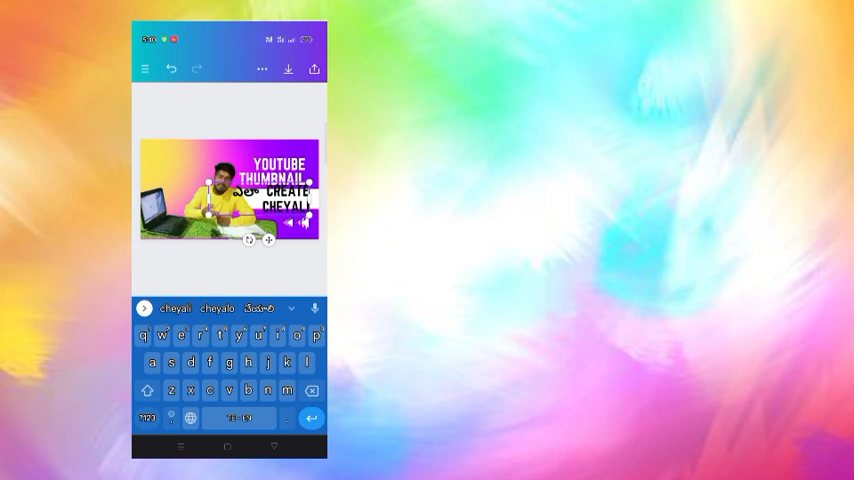 5:10
YOUTUBE
THUMBNAIL
ఎలా CREATE
CHEYALI
cheyali cheyalo చేయాలి
q w e r t y u i o p
a s d f g h j k l
z x c v b n m
?123 , TE • EN .